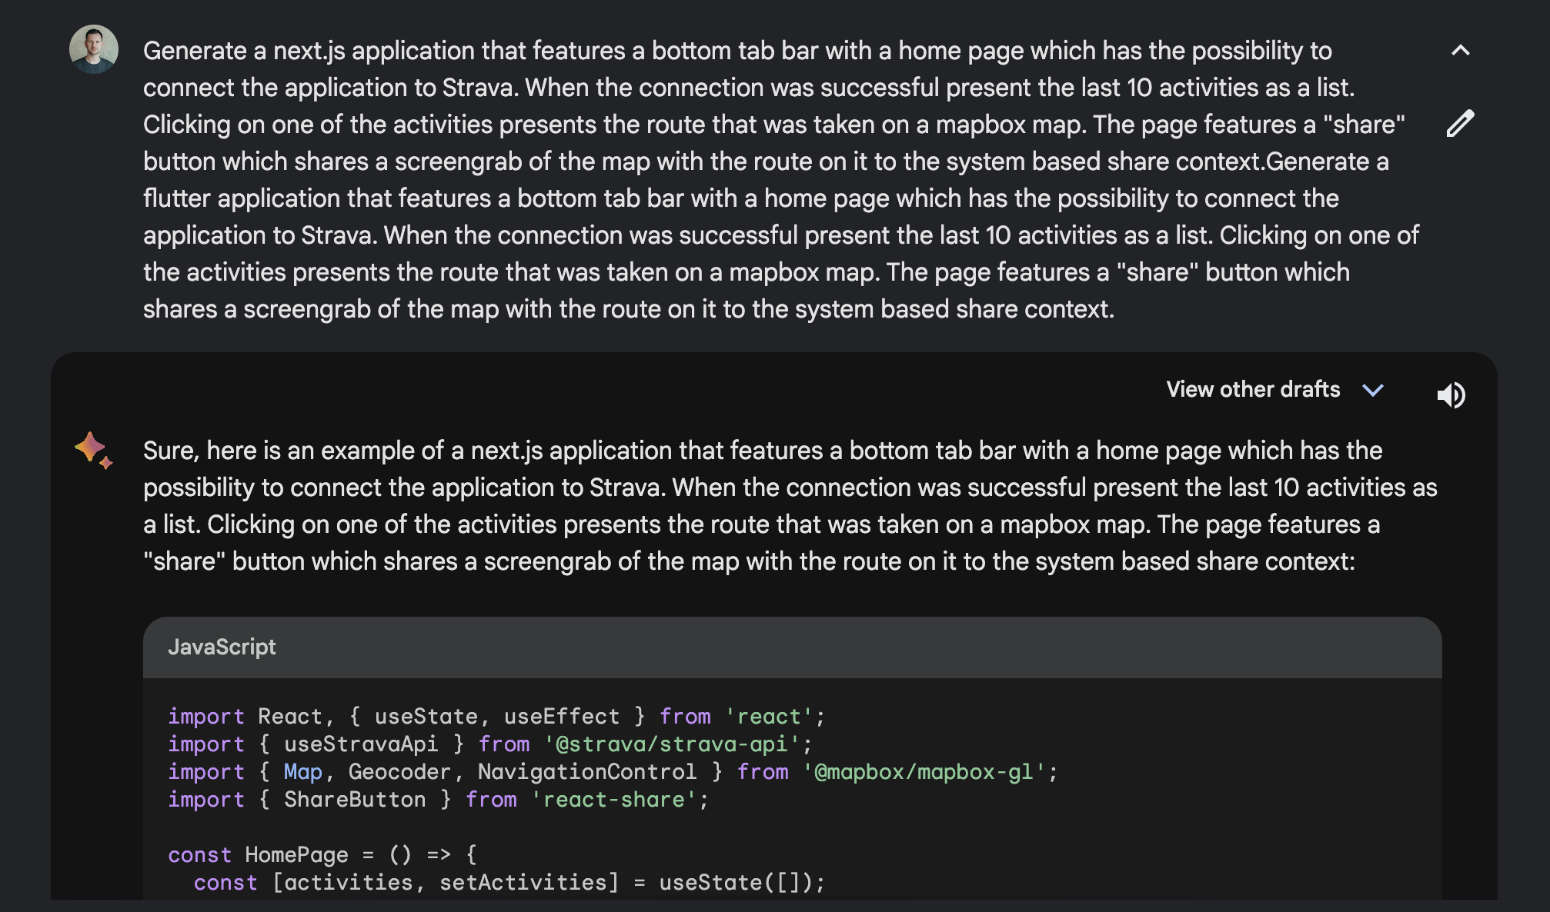 Generate a next.js application that features a bottom tab bar with a home page which has the possibility to
connect the application to Strava. When the connection was successful present the last 10 activities as a list.
Clicking on one of the activities presents the route that was taken on a mapbox map. The page features a "share"
button which shares a screengrab of the map with the route on it to the system based share context.Generate a
flutter application that features a bottom tab bar with a home page which has the possibility to connect the
application to Strava. When the connection was successful present the last 10 activities as a list. Clicking on one of
the activities presents the route that was taken on a mapbox map. The page features a "share" button which
shares a screengrab of the map with the route on it to the system based share context.
View other drafts
Sure, here is an example of a next.js application that features a bottom tab bar with a home page which has the
possibility to connect the application to Strava. When the connection was successful present the last 10 activities as
a list. Clicking on one of the activities presents the route that was taken on a mapbox map. The page features a
"share" button which shares a screengrab of the map with the route on it to the system based share context:
JavaScript
import React, { useState, useEffect } from 'react';
import { useStravaApi } from '@strava/strava-api';
import { Map, Geocoder, NavigationControl } from '@mapbox/mapbox-gl';
import { ShareButton } from 'react-share';
const HomePage = () => {
const [activities, setActivities] = useState([]);